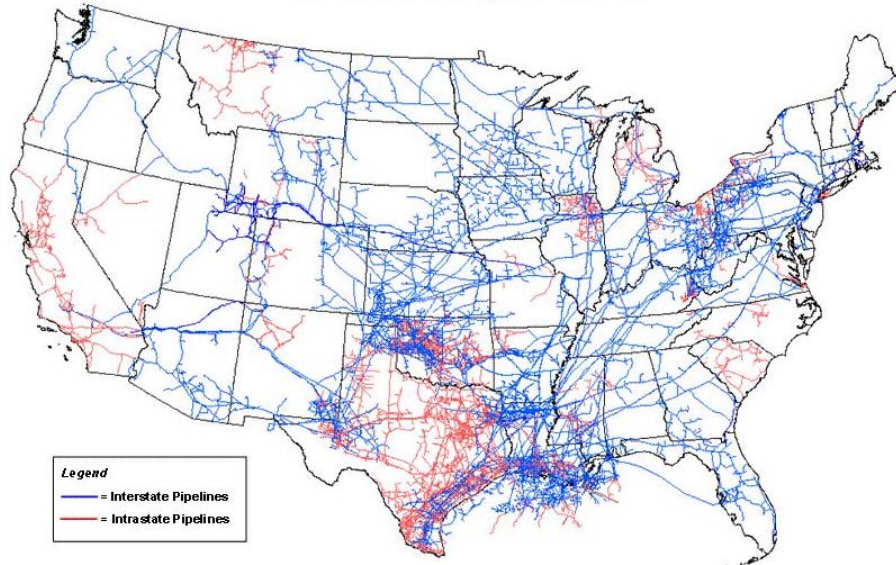 Legend
= Interstate Pipelines
= Intrastate Pipelines